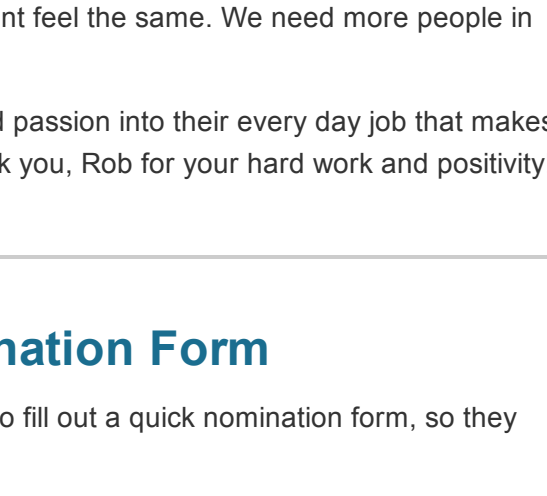 nt feel the same. We need more people in
passion into their every day job that makes
you, Rob for your hard work and positivity
nation Form
o fill out a quick nomination form, so they